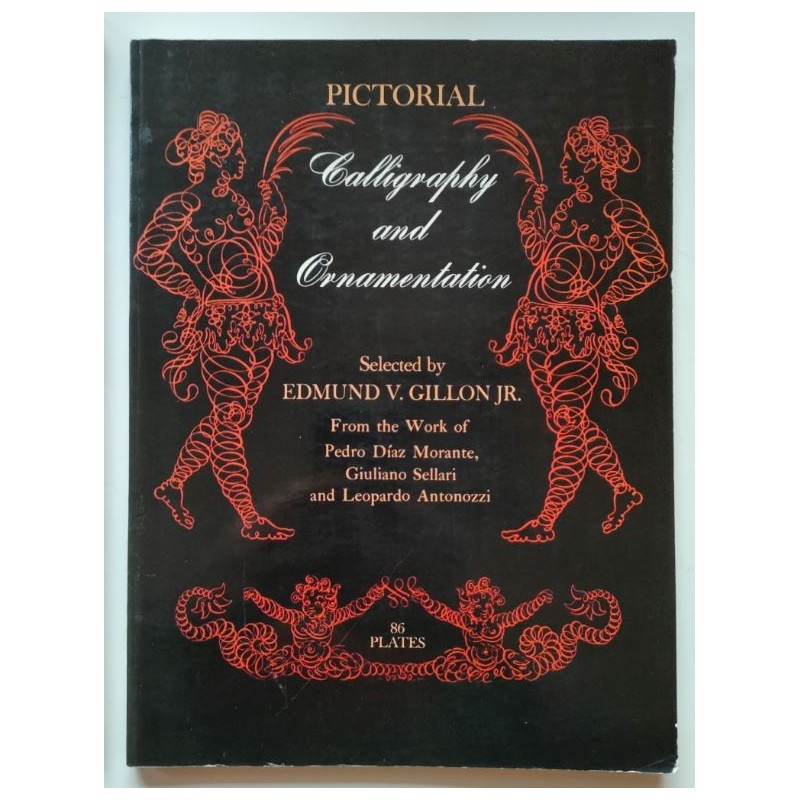 PICTORIAL
Calligraphy
and
Ornamentation
Selected by
EDMUND V. GILLON JR.
From the Work of
Pedro Díaz Morante,
Giuliano Sellari
and Leopardo Antonozzi
86
PLATES